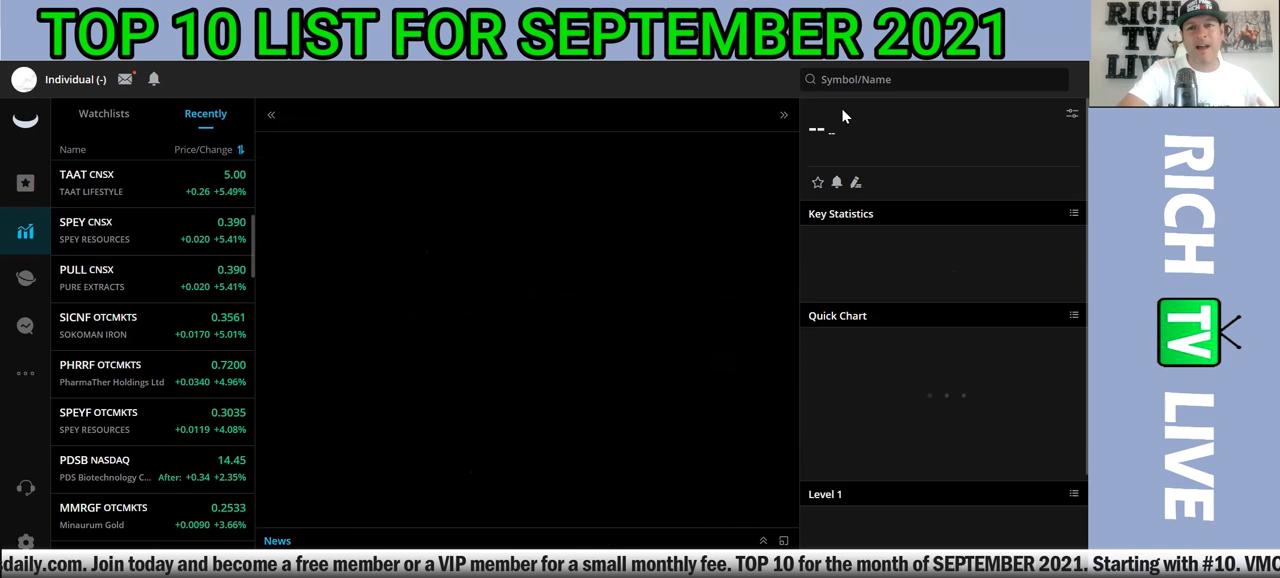 TOP 10 LIST FOR SEPTEMBER 2021
RICH
TV
LIV
Individual (-)
Symbol/Name
Watchlists
Recently
Name
Price/Change
TAAT CNSX 5.00
TAAT LIFESTYLE +0.26 +5.49%
SPEY CNSX 0.390
SPEY RESOURCES +0.020 +5.41%
PULL CNSX 0.390
PURE EXTRACTS +0.020 +5.41%
SICNF OTCMKTS 0.3561
SOKOMAN IRON +0.0170 +5.01%
PHRRF OTCMKTS 0.7200
PharmaTher Holdings Ltd +0.0340 +4.96%
SPEYF OTCMKTS 0.3035
SPEY RESOURCES +0.0119 +4.08%
PDSB NASDAQ 14.45
PDS Biotechnology C... After: +0.34 +2.35%
MMRGF OTCMKTS 0.2533
Minaurum Gold +0.0090 +3.66%
-- --
Key Statistics
Quick Chart
Level 1
News
RICH TV LIVE
sdaily.com. Join today and become a free member or a VIP member for a small monthly fee. TOP 10 for the month of SEPTEMBER 2021. Starting with #10. VMC